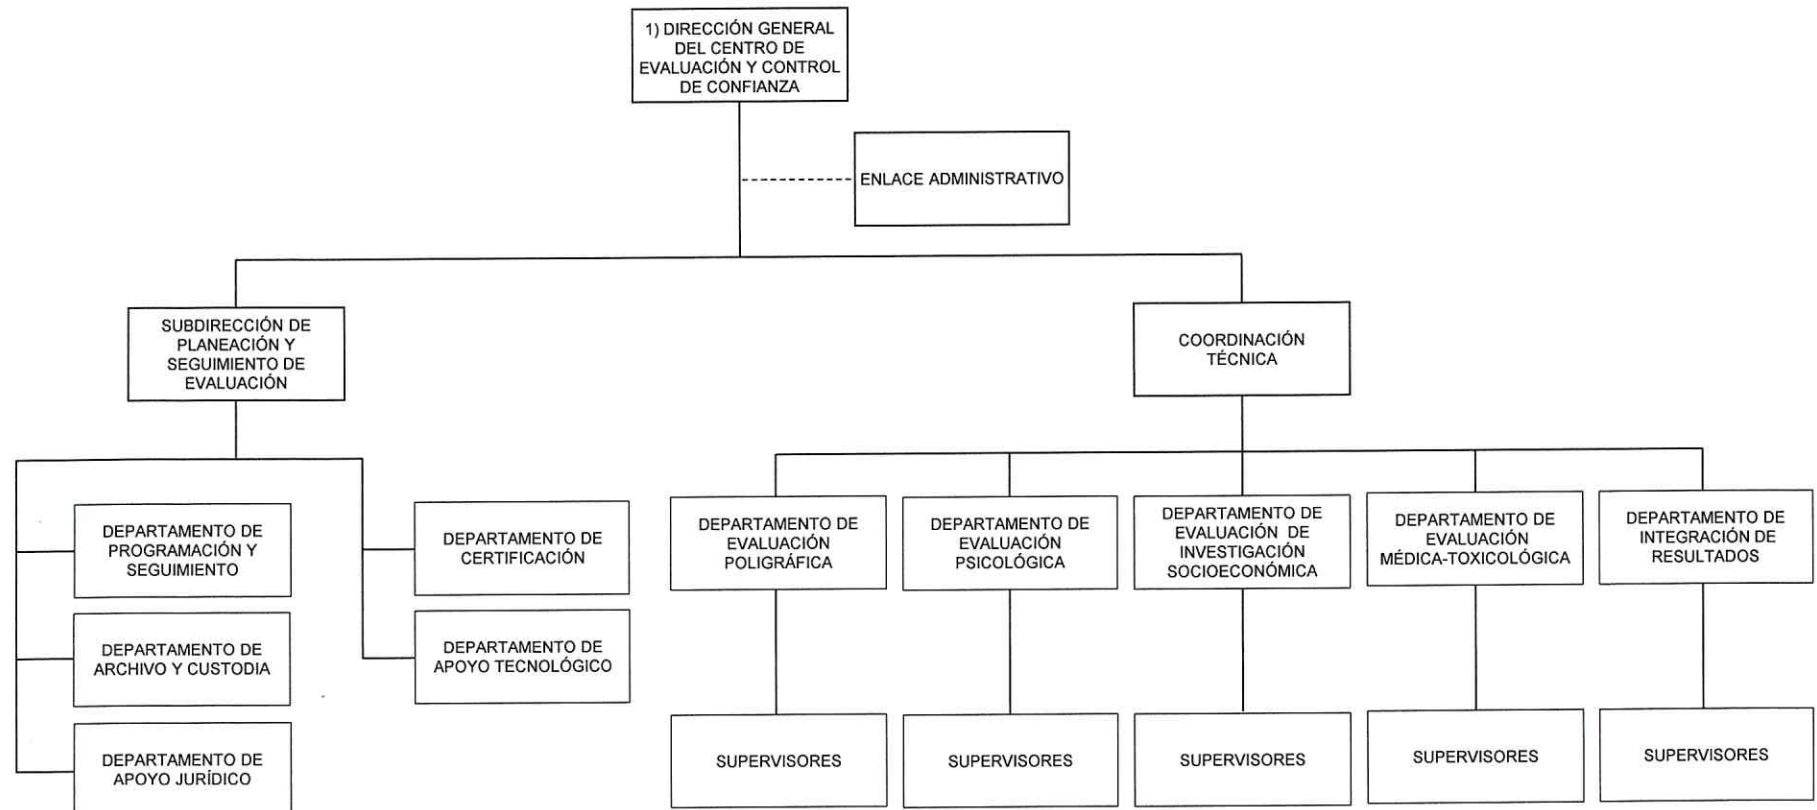 1) DIRECCIÓN GENERAL
DEL CENTRO DE
EVALUACIÓN Y CONTROL
DE CONFIANZA
ENLACE ADMINISTRATIVO
SUBDIRECCIÓN DE
PLANEACIÓN Y
SEGUIMIENTO DE
EVALUACIÓN
COORDINACIÓN
TÉCNICA
DEPARTAMENTO DE
PROGRAMACIÓN Y
SEGUIMIENTO
DEPARTAMENTO DE
CERTIFICACIÓN
DEPARTAMENTO DE
ARCHIVO Y CUSTODIA
DEPARTAMENTO DE
APOYO TECNOLÓGICO
DEPARTAMENTO DE
APOYO JURÍDICO
DEPARTAMENTO DE
EVALUACIÓN
POLIGRÁFICA
DEPARTAMENTO DE
EVALUACIÓN
PSICOLÓGICA
DEPARTAMENTO DE
EVALUACIÓN DE
INVESTIGACIÓN
SOCIOECONÓMICA
DEPARTAMENTO DE
EVALUACIÓN
MÉDICA-TOXICOLÓGICA
DEPARTAMENTO DE
INTEGRACIÓN DE
RESULTADOS
SUPERVISORES
SUPERVISORES
SUPERVISORES
SUPERVISORES
SUPERVISORES